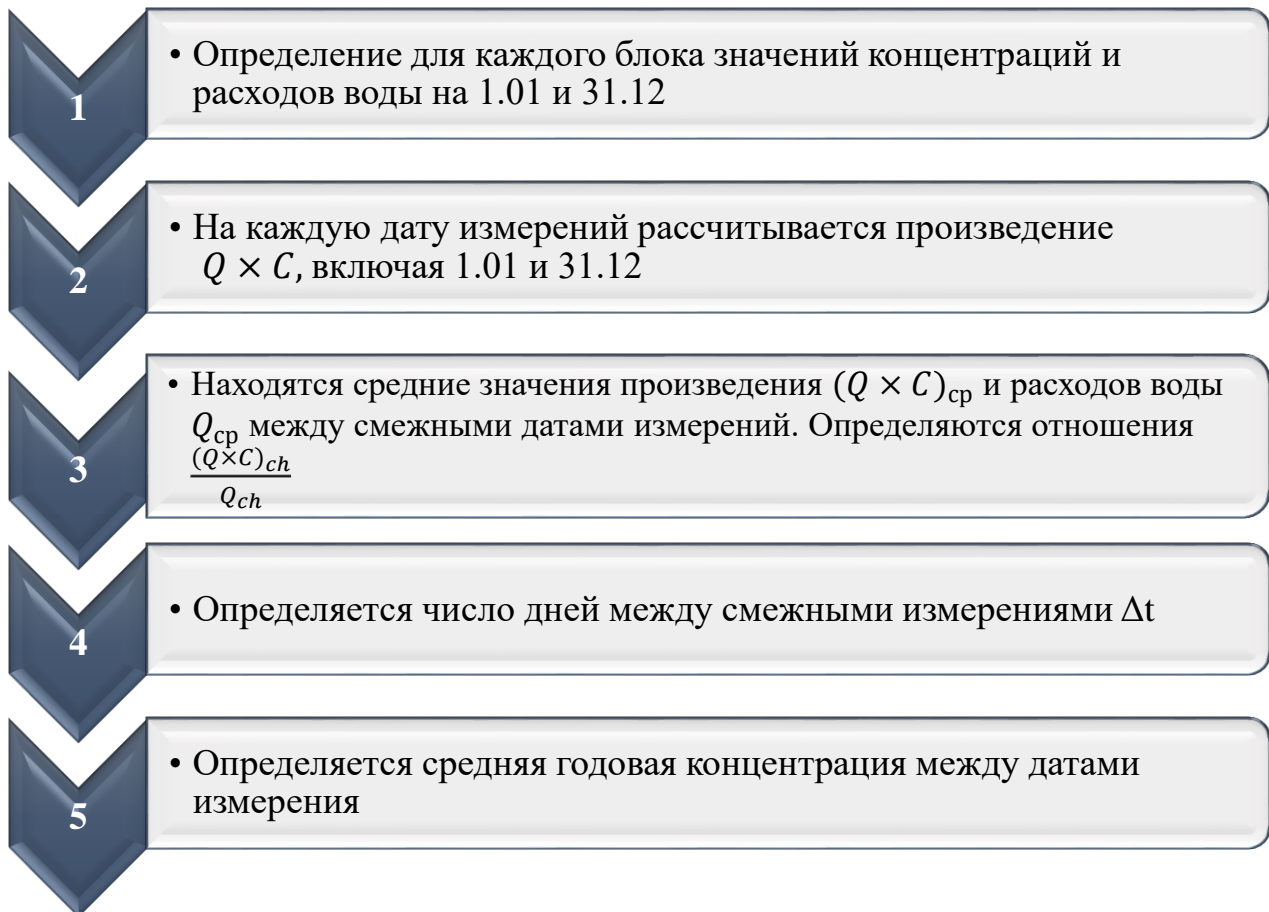 1
• Определение для каждого блока значений концентраций и
расходов воды на 1.01 и 31.12
2
• На каждую дату измерений рассчитывается произведение
Q × C, включая 1.01 и 31.12
3
• Находятся средние значения произведения (Q × C)ср и расходов воды
Qср между смежными датами измерений. Определяются отношения
(Q×C)ch
Qch
4
• Определяется число дней между смежными измерениями Δt
5
• Определяется средняя годовая концентрация между датами
измерения